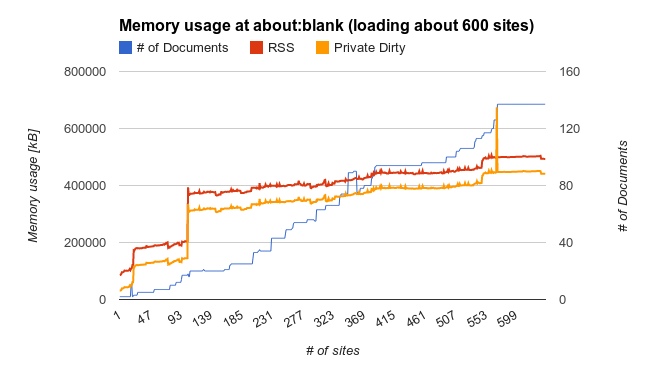 Memory usage at about:blank (loading about 600 sites)
# of Documents RSS Private Dirty
800000 160
600000 120
400000 80
200000 40
0 0
Memory usage [kB]
# of Documents
1 47 93 139 185 231 277 323 369 415 461 507 553 599
# of sites